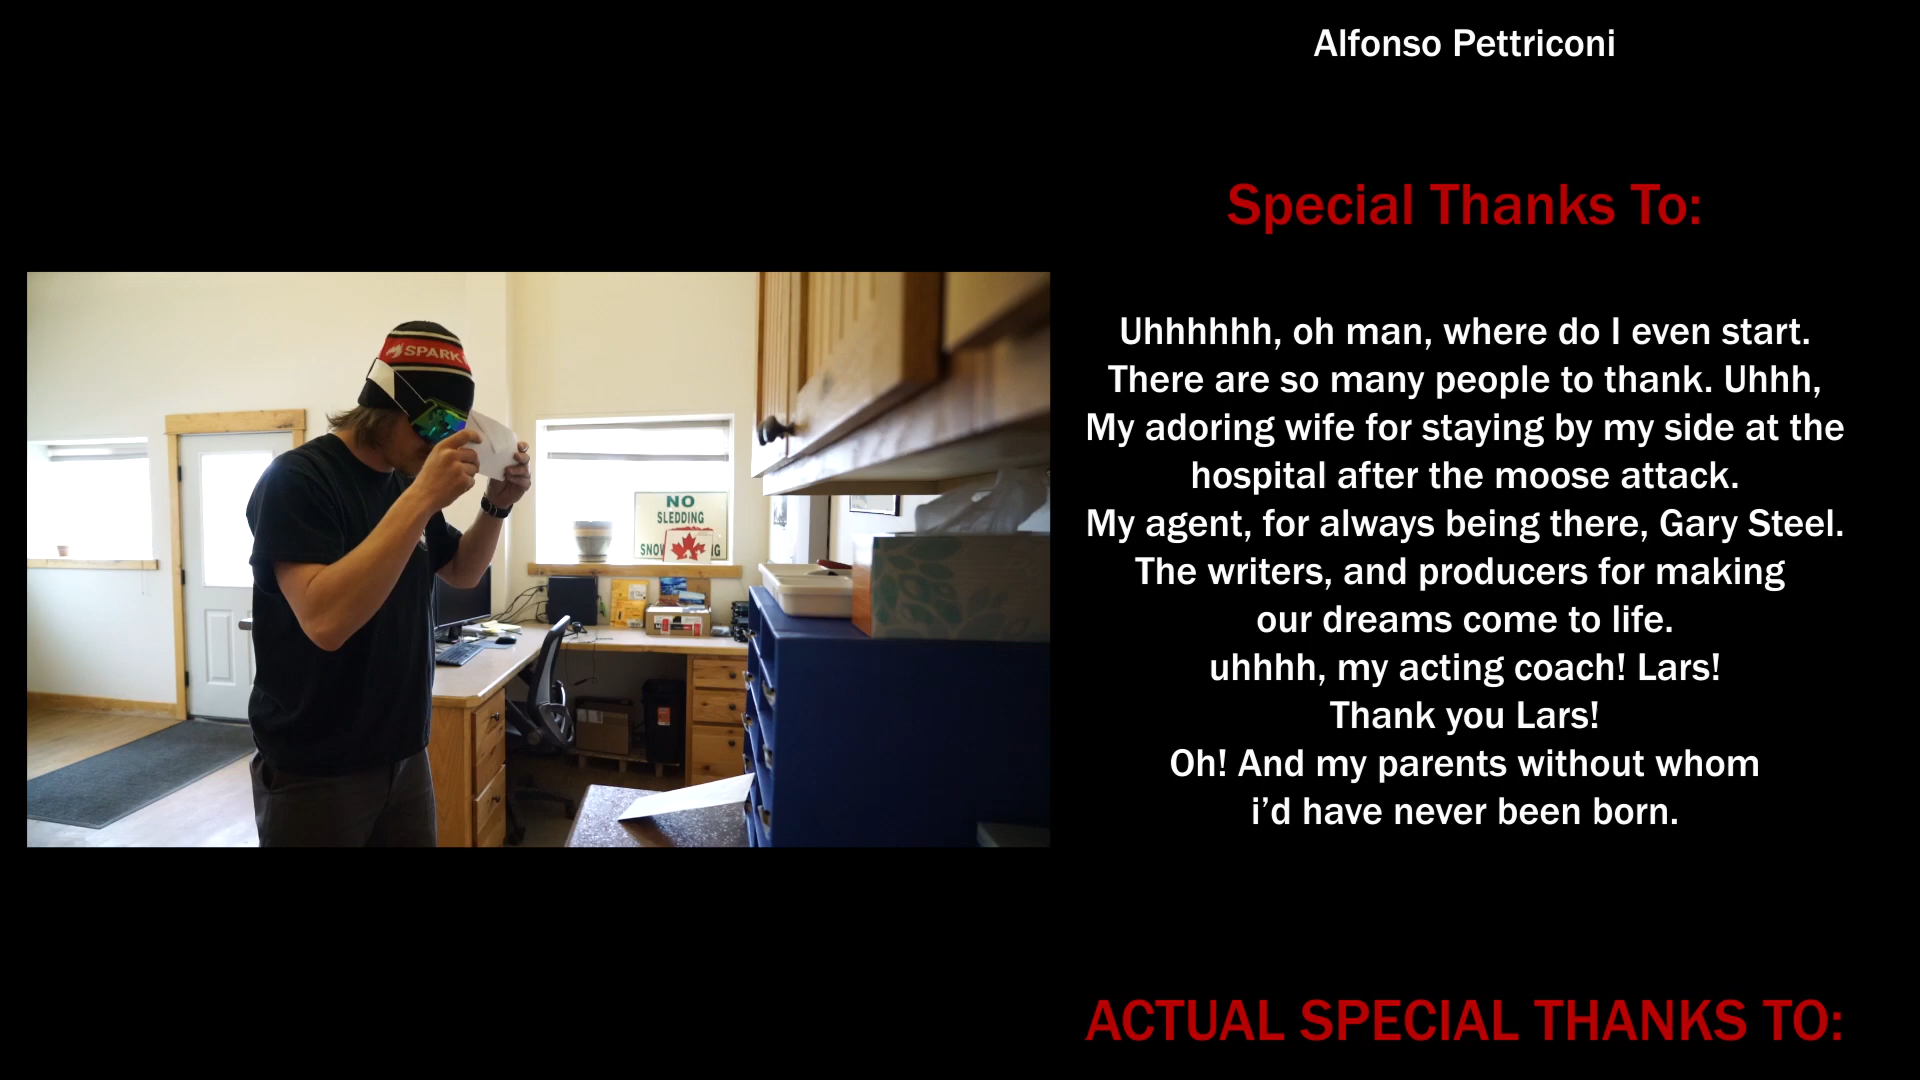 Alfonso Pettriconi
Special Thanks To:
Uhhhhhh, oh man, where do I even start.
There are so many people to thank. Uhhh,
My adoring wife for staying by my side at the
hospital after the moose attack.
My agent, for always being there, Gary Steel.
The writers, and producers for making
our dreams come to life.
uhhhh, my acting coach! Lars!
Thank you Lars!
Oh! And my parents without whom
i’d have never been born.
ACTUAL SPECIAL THANKS TO:
SPARK
NO
SLEDDING